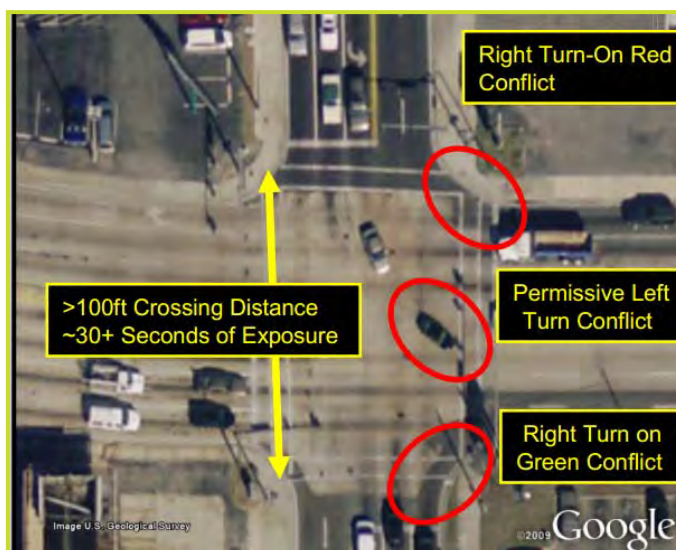 Right Turn-On Red
Conflict
>100ft Crossing Distance
~30+ Seconds of Exposure
Permissive Left
Turn Conflict
Right Turn on
Green Conflict
Image U.S. Geological Survey
©2009 Google